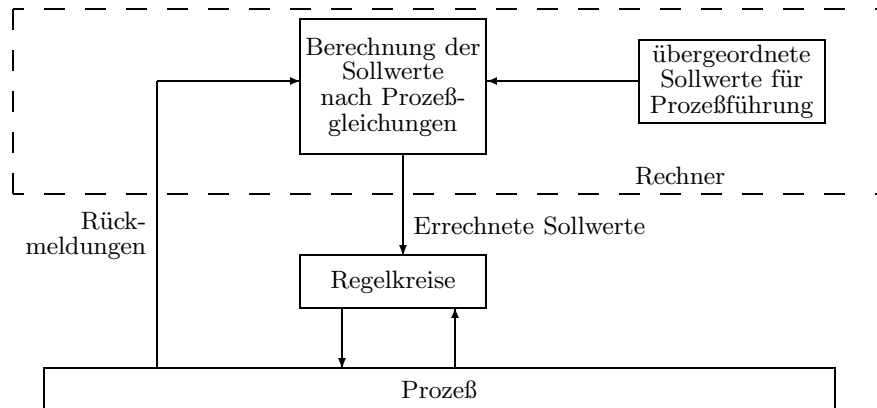 Berechnung der
Sollwerte
nach Prozeß-
gleichungen
übergeordnete
Sollwerte für
Prozeßführung
Rechner
Rück-
meldungen
Errechnete Sollwerte
Regelkreise
Prozeß